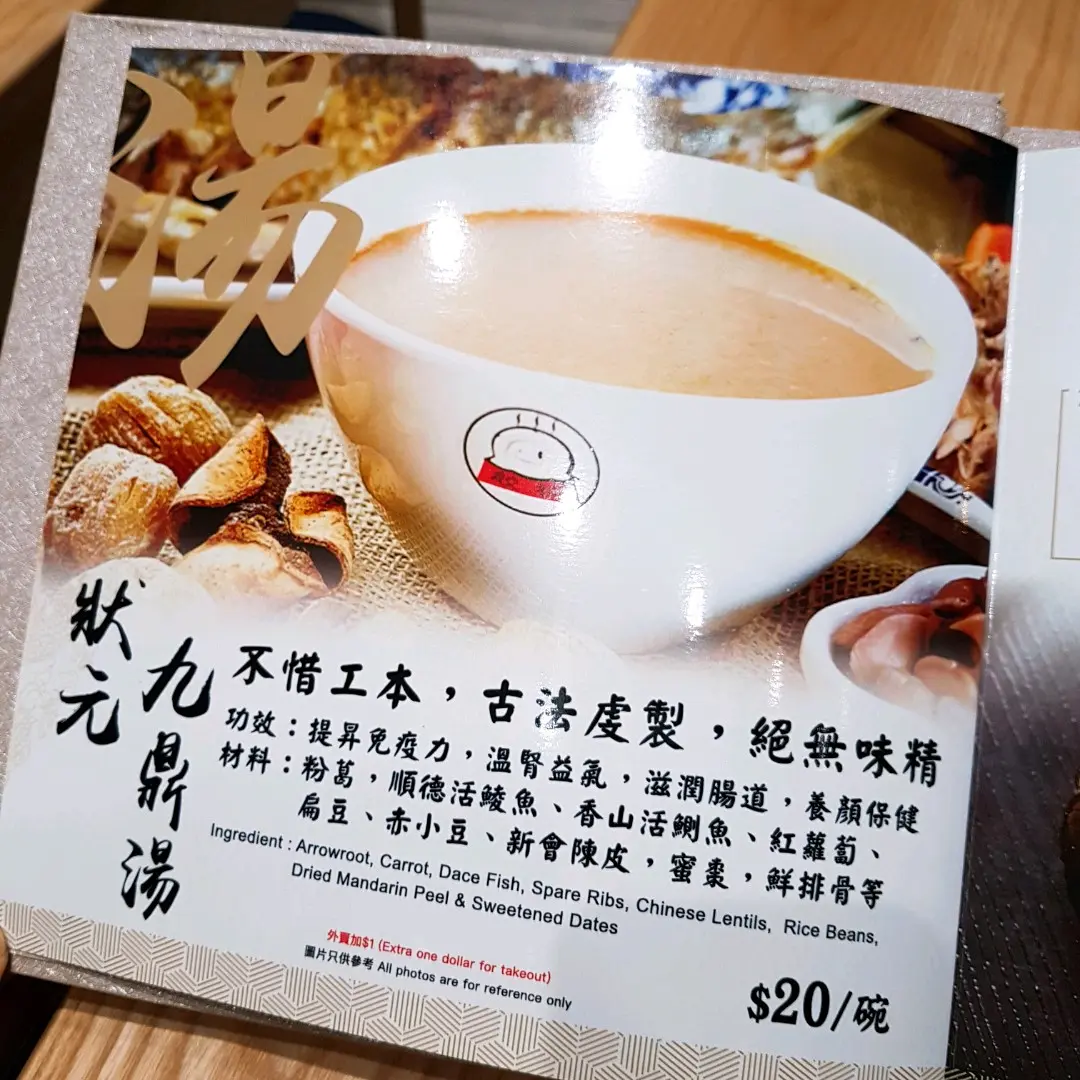 湯
狀元
九鼎湯
不惜工本，古法虔製，絕無味精
功效：提昇免疫力，溫腎益氣，滋潤腸道，養顏保健
材料：粉葛，順德活鯪魚、香山活鯽魚、紅蘿蔔、
扁豆、赤小豆、新會陳皮，蜜棗，鮮排骨等
Ingredient : Arrowroot, Carrot, Dace Fish, Spare Ribs, Chinese Lentils, Rice Beans,
Dried Mandarin Peel & Sweetened Dates
外賣加$1 (Extra one dollar for takeout)
圖片只供參考 All photos are for reference only
$20/碗